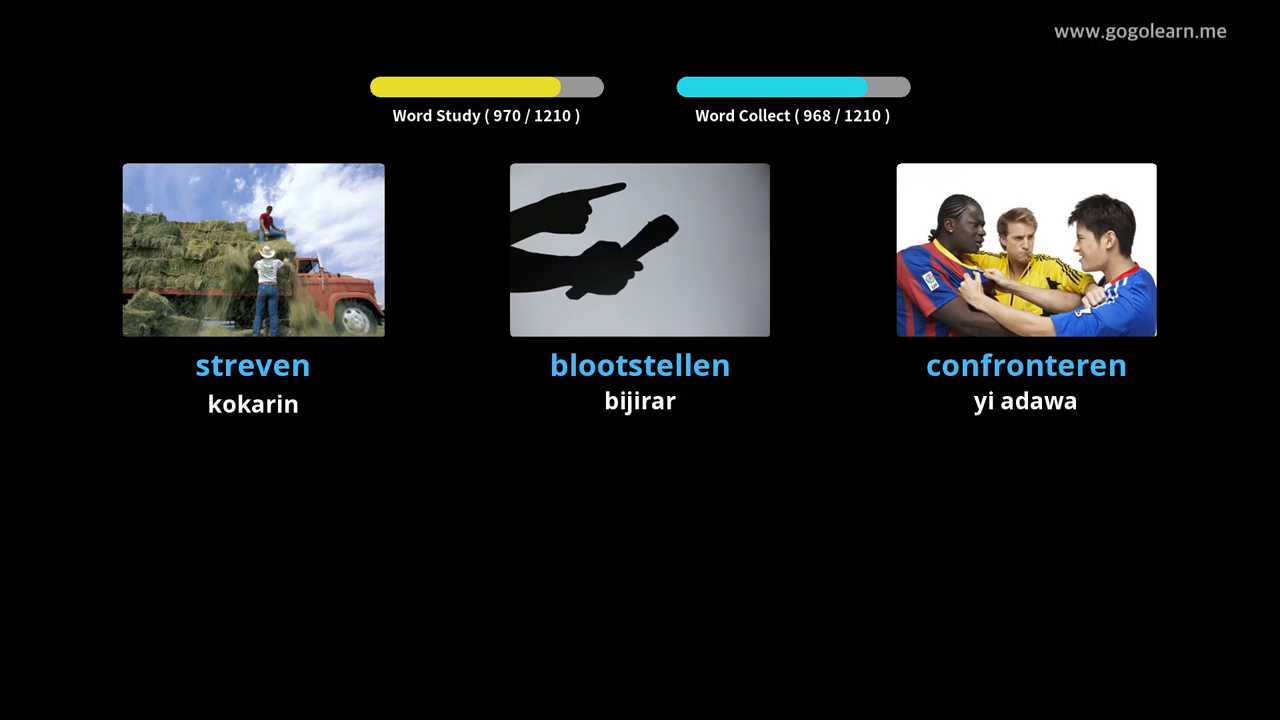 www.gogolearn.me
Word Study ( 970 / 1210 )
Word Collect ( 968 / 1210 )
streven
blootstellen
confronteren
kokarin
bijirar
yi adawa